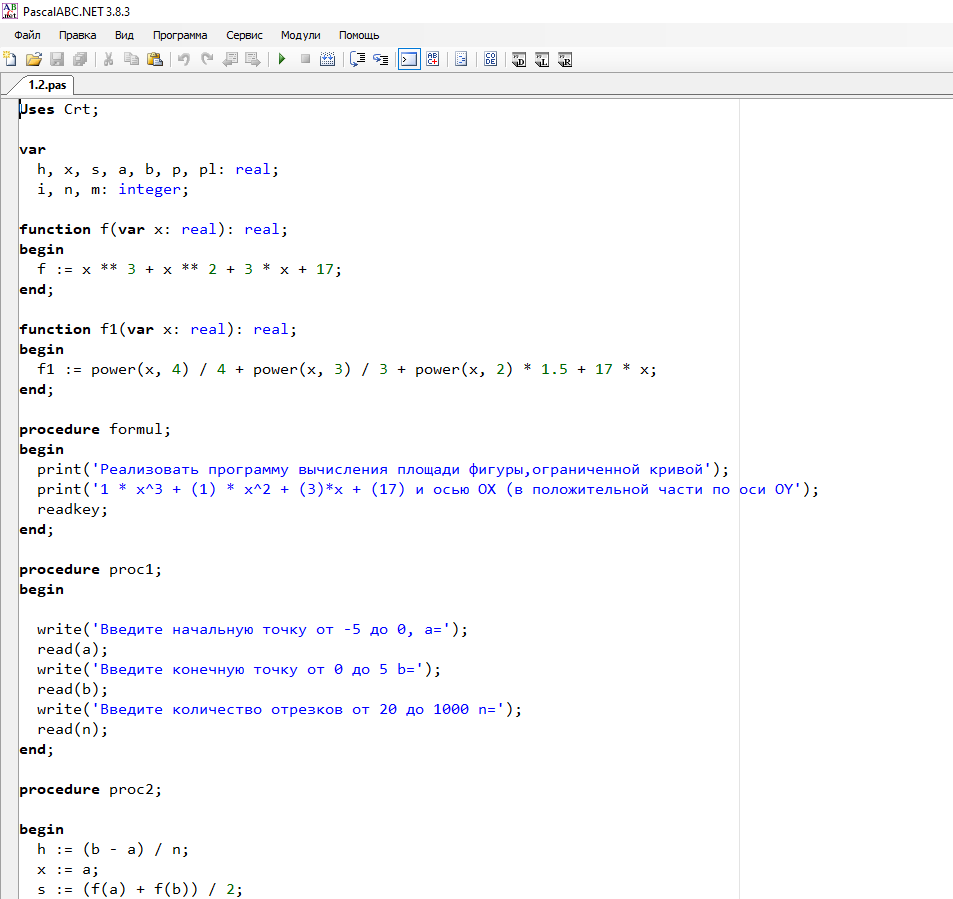 PascalABC.NET 3.8.3
Файл Правка Вид Программа Сервис Модули Помощь
1.2.pas
Uses Crt;
var
h, x, s, a, b, p, pl: real;
i, n, m: integer;
function f(var x: real): real;
begin
f := x ** 3 + x ** 2 + 3 * x + 17;
end;
function f1(var x: real): real;
begin
f1 := power(x, 4) / 4 + power(x, 3) / 3 + power(x, 2) * 1.5 + 17 * x;
end;
procedure formul;
begin
print('Реализовать программу вычисления площади фигуры,ограниченной кривой');
print('1 * x^3 + (1) * x^2 + (3)*x + (17) и осью OX (в положительной части по оси OY');
readkey;
end;
procedure proc1;
begin
write('Введите начальную точку от -5 до 0, a=');
read(a);
write('Введите конечную точку от 0 до 5 b=');
read(b);
write('Введите количество отрезков от 20 до 1000 n=');
read(n);
end;
procedure proc2;
begin
h := (b - a) / n;
x := a;
s := (f(a) + f(b)) / 2;